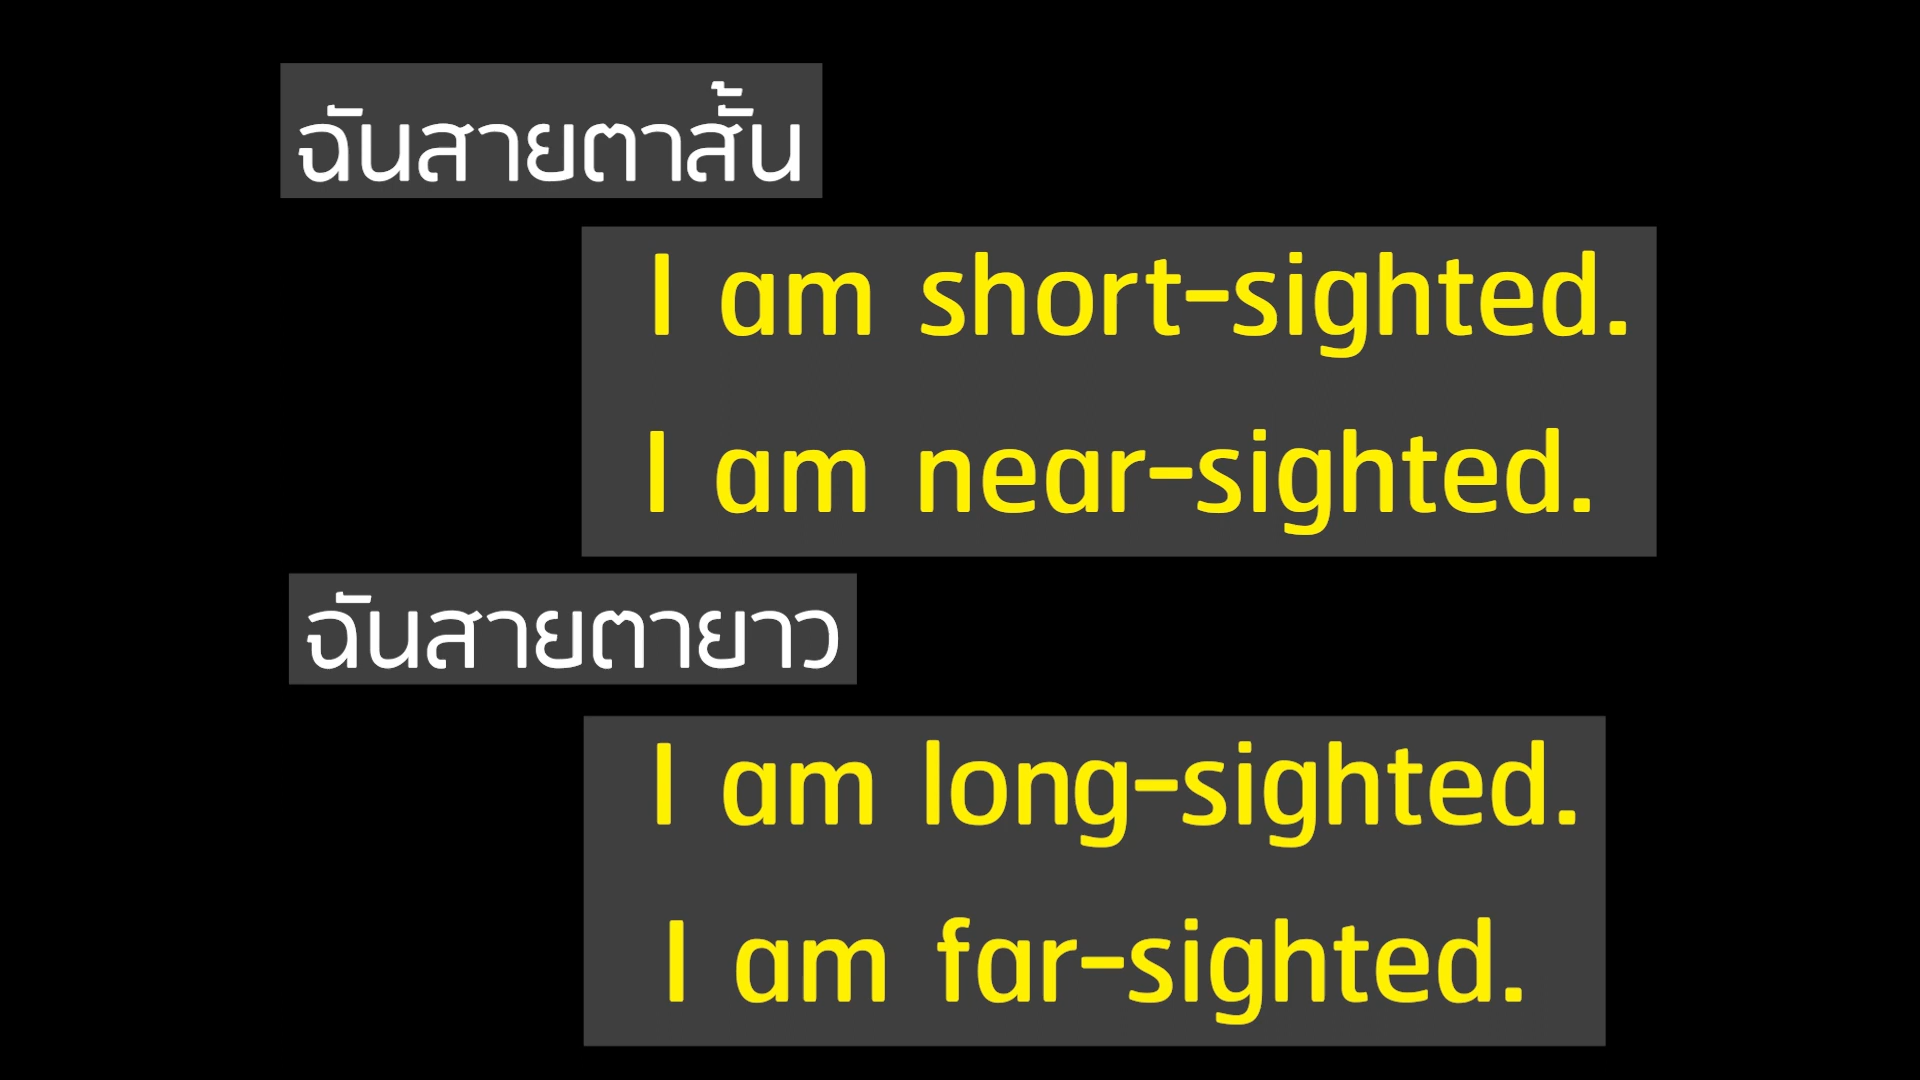 ฉันสายตาสั้น
I am short-sighted.
I am near-sighted.
ฉันสายตายาว
I am long-sighted.
I am far-sighted.